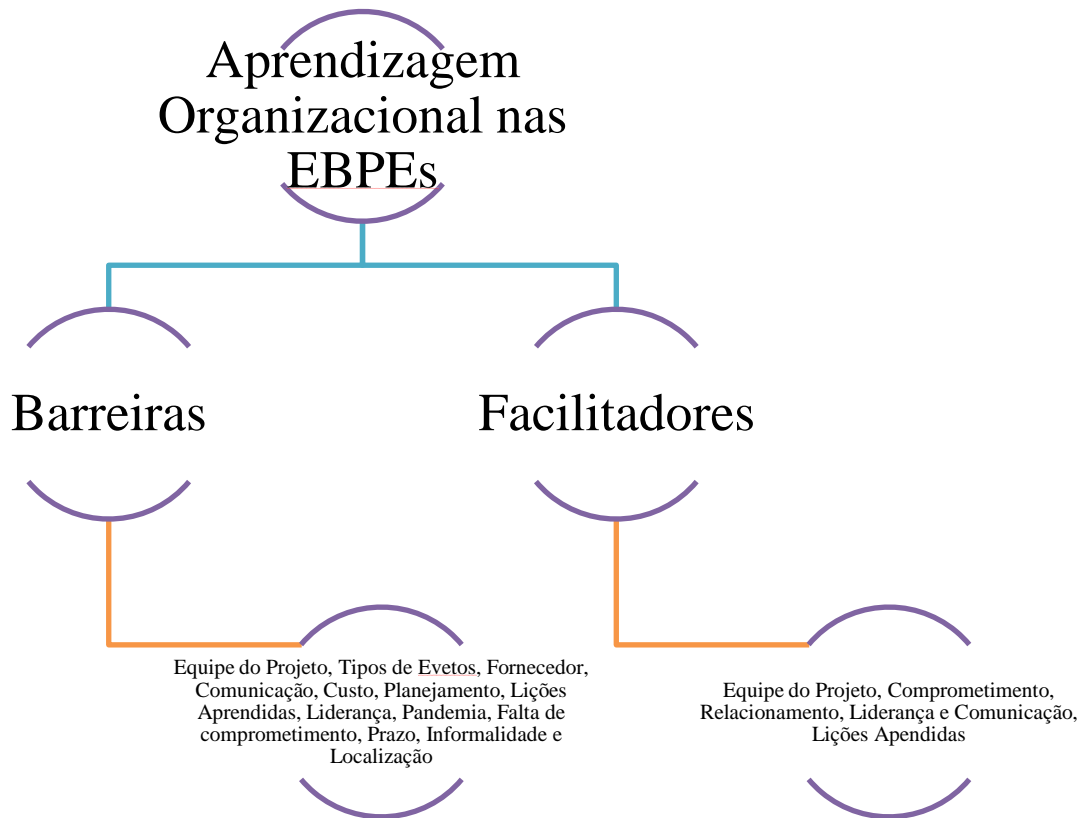 Aprendizagem
Organizacional nas
EBPEs
Barreiras
Facilitadores
Equipe do Projeto, Tipos de Evetos, Fornecedor,
Comunicação, Custo, Planejamento, Lições
Aprendidas, Liderança, Pandemia, Falta de
comprometimento, Prazo, Informalidade e
Localização
Equipe do Projeto, Comprometimento,
Relacionamento, Liderança e Comunicação,
Lições Apendidas